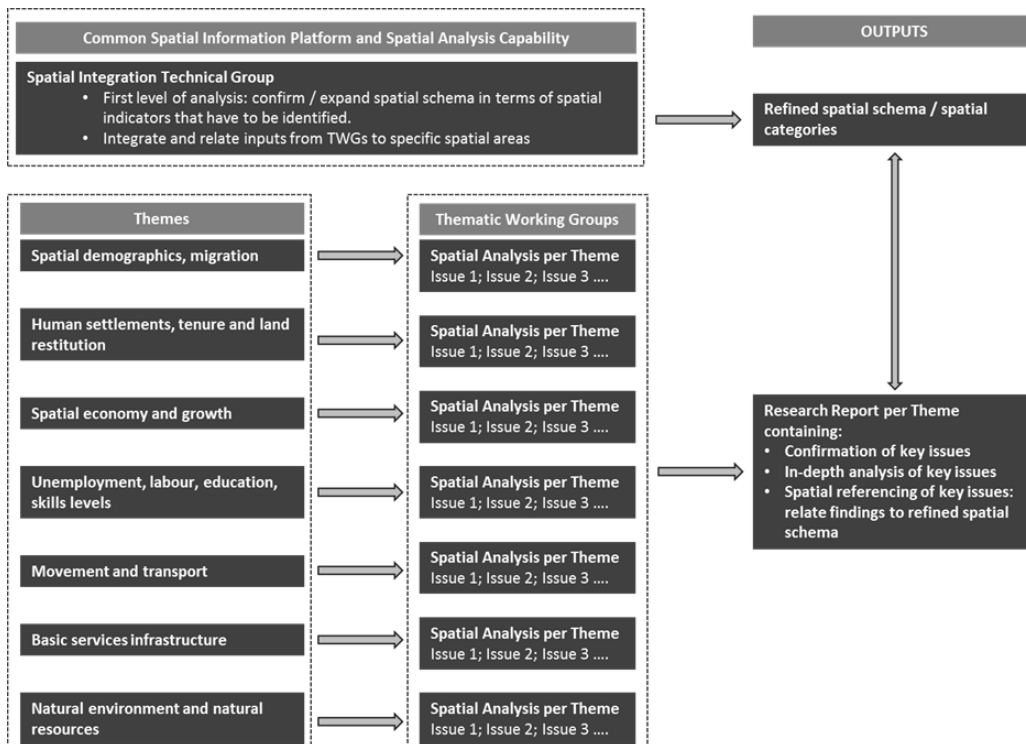 Common Spatial Information Platform and Spatial Analysis Capability
Spatial Integration Technical Group
• First level of analysis: confirm / expand spatial schema in terms of spatial
indicators that have to be identified.
• Integrate and relate inputs from TWGs to specific spatial areas
OUTPUTS
Refined spatial schema / spatial
categories
Themes
Thematic Working Groups
Spatial demographics, migration
Spatial Analysis per Theme
Issue 1; Issue 2; Issue 3 ....
Human settlements, tenure and land
restitution
Spatial Analysis per Theme
Issue 1; Issue 2; Issue 3 ....
Spatial economy and growth
Spatial Analysis per Theme
Issue 1; Issue 2; Issue 3 ....
Unemployment, labour, education,
skills levels
Spatial Analysis per Theme
Issue 1; Issue 2; Issue 3 ....
Movement and transport
Spatial Analysis per Theme
Issue 1; Issue 2; Issue 3 ....
Basic services infrastructure
Spatial Analysis per Theme
Issue 1; Issue 2; Issue 3 ....
Natural environment and natural
resources
Spatial Analysis per Theme
Issue 1; Issue 2; Issue 3 ....
Research Report per Theme
containing:
• Confirmation of key issues
• In-depth analysis of key issues
• Spatial referencing of key issues:
relate findings to refined spatial
schema